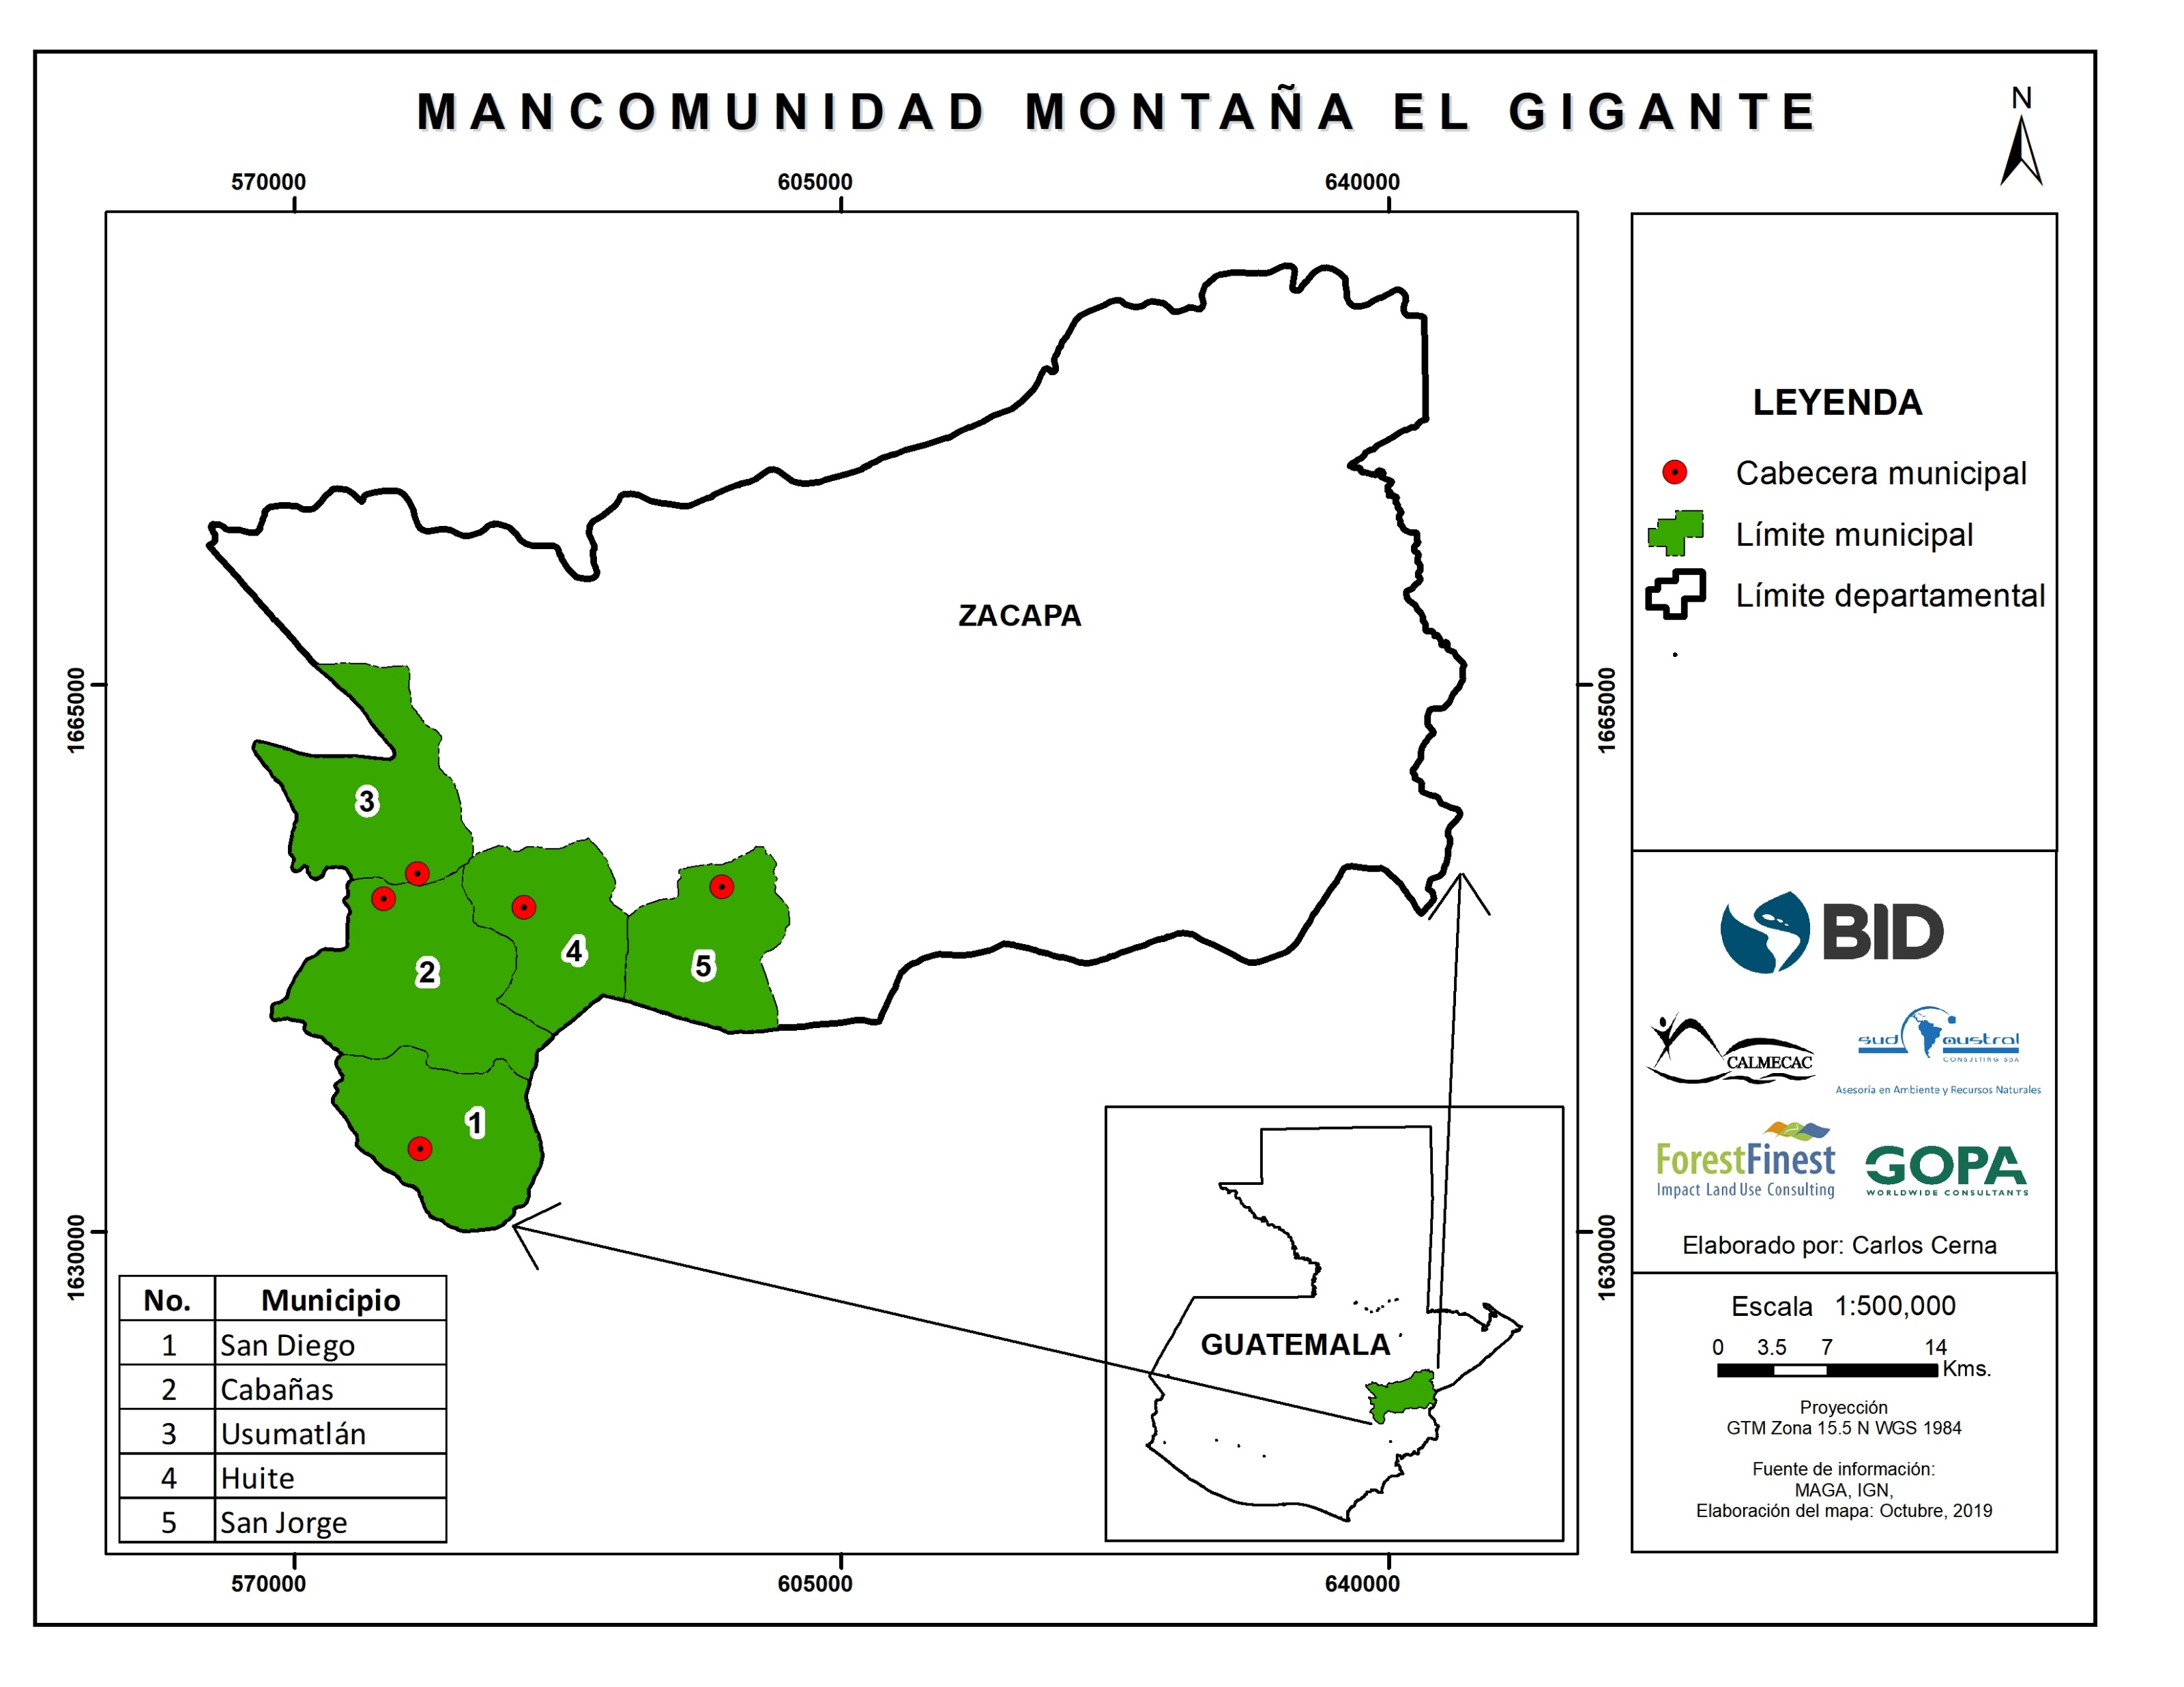 MANCOMUNIDAD MONTAÑA EL GIGANTE
N
570000 605000 640000
1665000
1630000
ZACAPA
3
2
4
5
1
1665000
1630000
GUATEMALA
No. Municipio
1 San Diego
2 Cabañas
3 Usumatlán
4 Huite
5 San Jorge
570000 605000 640000
LEYENDA
Cabecera municipal
Límite municipal
Límite departamental
BID
CALMECAC
sud austral
CONSULTING SPA
Asesoría en Ambiente y Recursos Naturales
ForestFinest
Impact Land Use Consulting
GOPA
WORLDWIDE CONSULTANTS
Elaborado por: Carlos Cerna
Escala 1:500,000
0 3.5 7 14
Kms.
Proyección
GTM Zona 15.5 N WGS 1984
Fuente de información:
MAGA, IGN,
Elaboración del mapa: Octubre, 2019